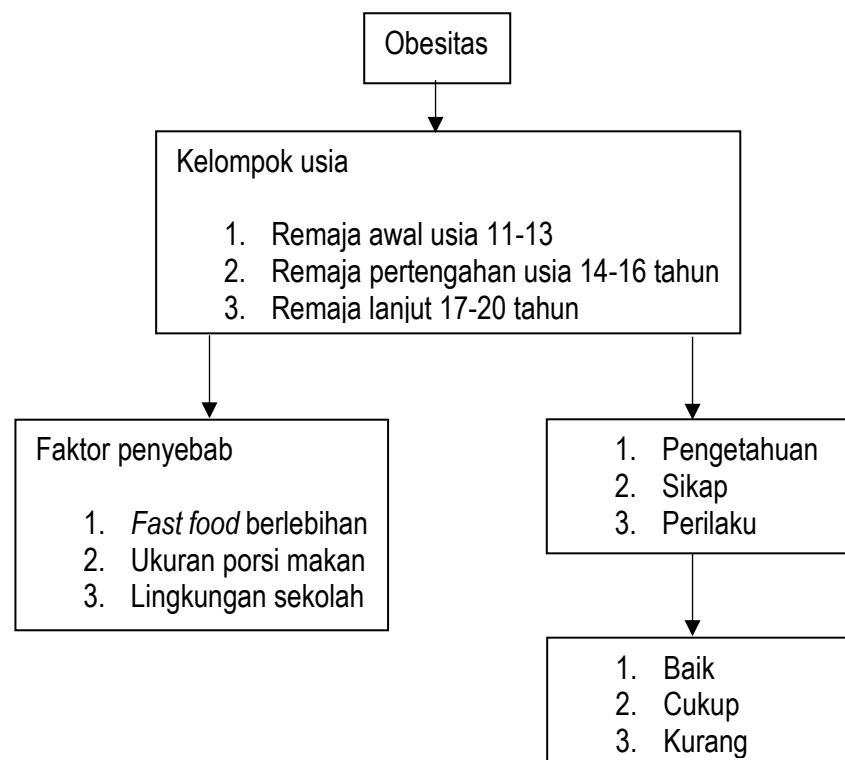 Obesitas
Kelompok usia
1. Remaja awal usia 11-13
2. Remaja pertengahan usia 14-16 tahun
3. Remaja lanjut 17-20 tahun
Faktor penyebab
1. Fast food berlebihan
2. Ukuran porsi makan
3. Lingkungan sekolah
1. Pengetahuan
2. Sikap
3. Perilaku
1. Baik
2. Cukup
3. Kurang